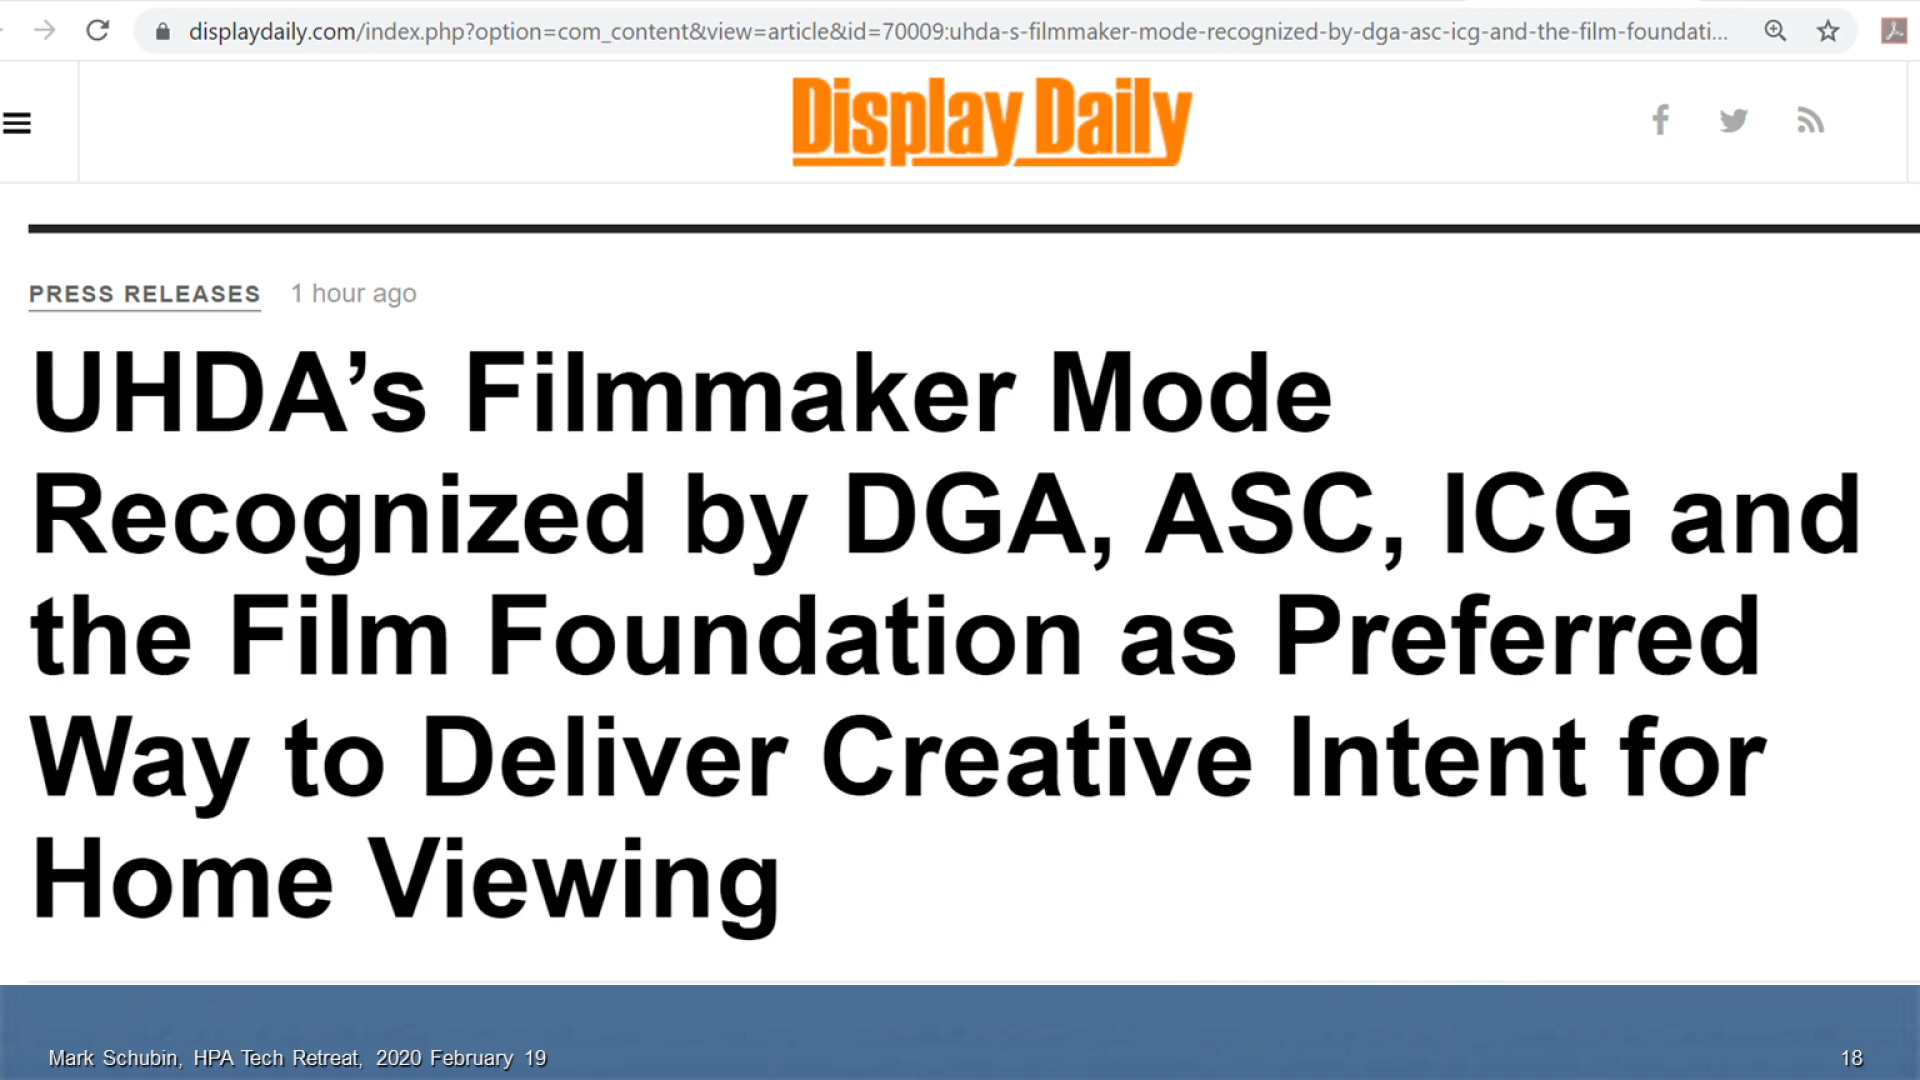 displaydaily.com/index.php?option=com_content&view=article&id=70009:uhda-s-filmmaker-mode-recognized-by-dga-asc-icg-and-the-film-foundati...
Display Daily
PRESS RELEASES 1 hour ago
UHDA’s Filmmaker Mode
Recognized by DGA, ASC, ICG and
the Film Foundation as Preferred
Way to Deliver Creative Intent for
Home Viewing
Mark Schubin, HPA Tech Retreat, 2020 February 19
18